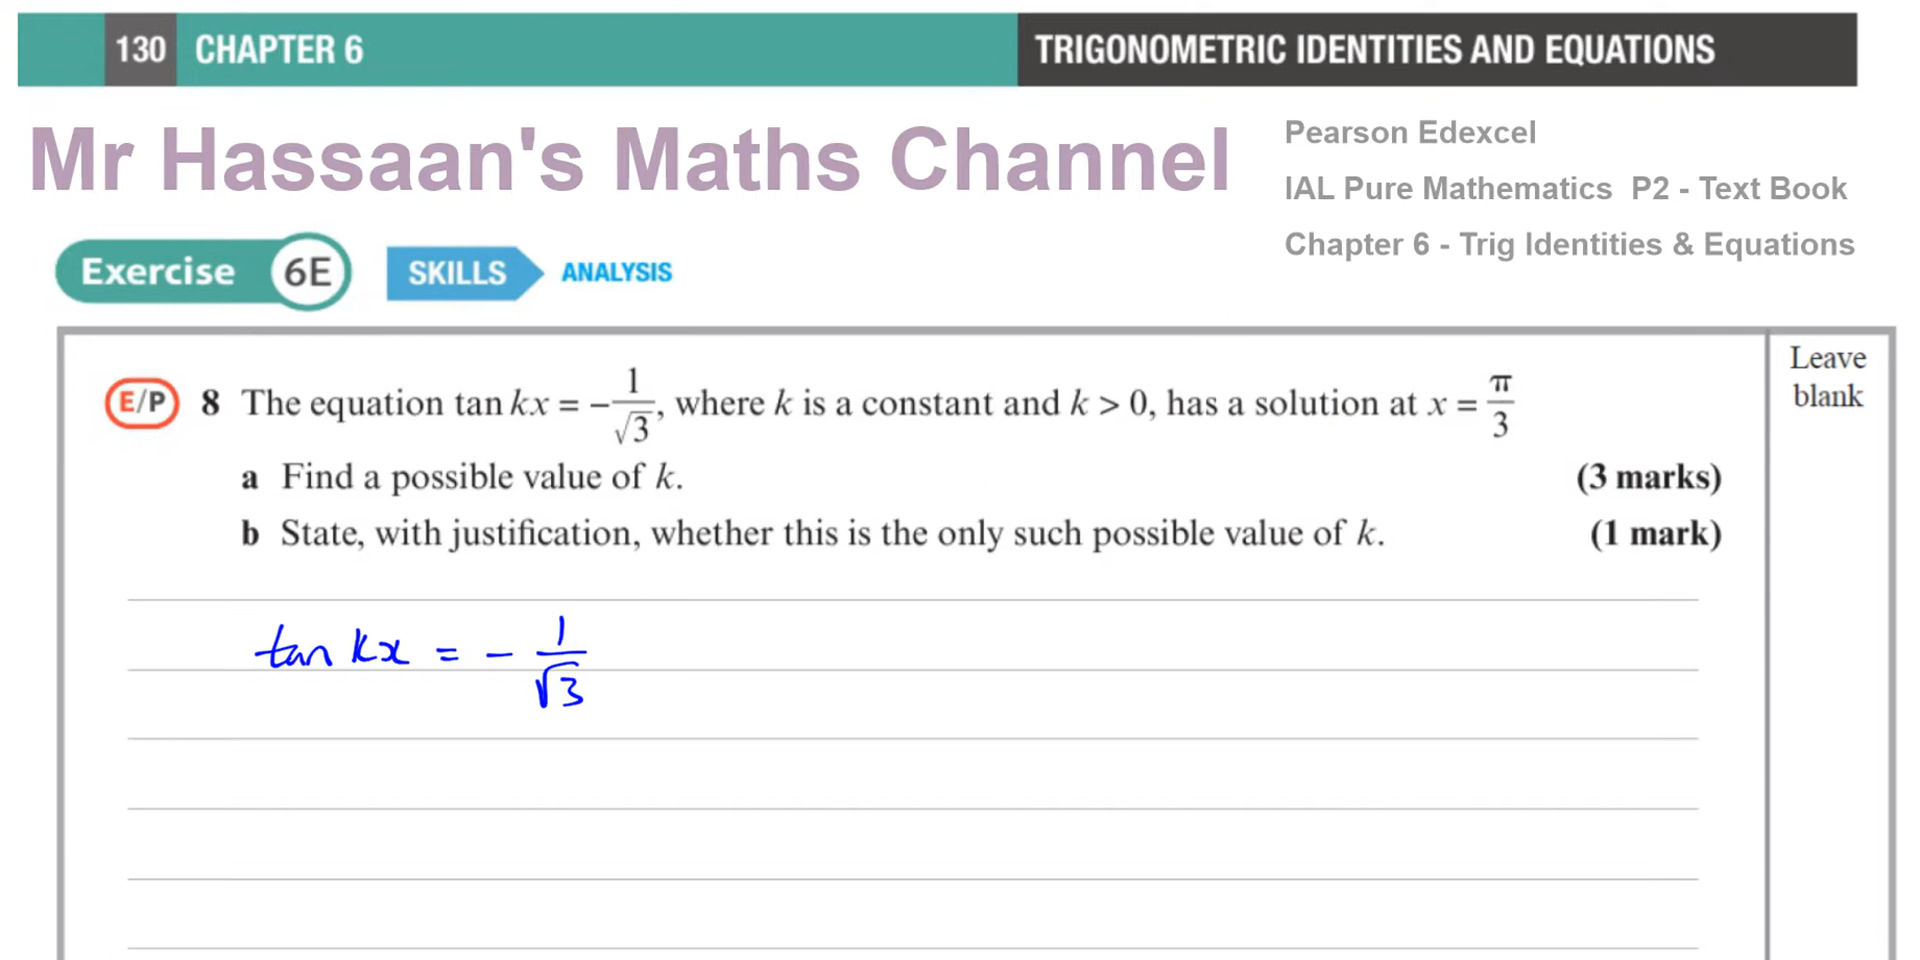 130 CHAPTER 6 TRIGONOMETRIC IDENTITIES AND EQUATIONS
Mr Hassaan's Maths Channel
Pearson Edexcel
IAL Pure Mathematics P2 - Text Book
Chapter 6 - Trig Identities & Equations
Exercise 6E SKILLS ANALYSIS
Leave
blank
E/P 8 The equation tan kx = -1/√3, where k is a constant and k > 0, has a solution at x = π/3
a Find a possible value of k. (3 marks)
b State, with justification, whether this is the only such possible value of k. (1 mark)
tan kx = - 1/√3